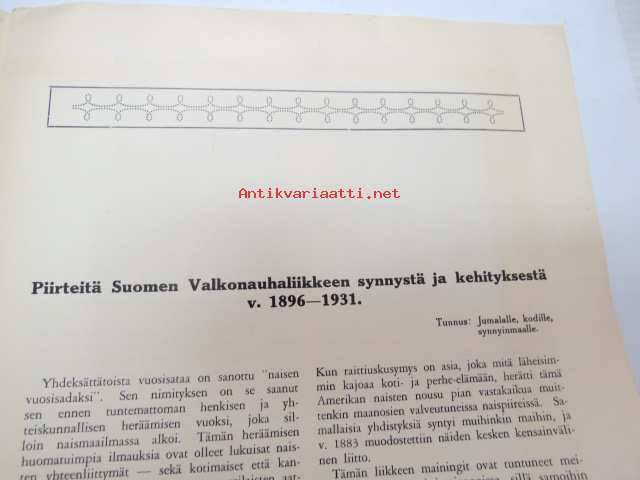 Antikvariaatti.net
Piirteitä Suomen Valkonauhaliikkeen synnystä ja kehityksestä
v. 1896—1931.
Tunnus: Jumalalle, kodille,
synnyinmaalle.
Yhdeksättätoista vuosisataa on sanottu "naisen
vuosisadaksi". Sen nimityksen on se saanut
sen ennen tuntemattoman henkisen ja yh-
teiskunnallisen heräämisen vuoksi, joka sil-
loin naismaailmassa alkoi. Tämän heräämisen
huomatuimpia ilmauksia ovat olleet lukuisat nais-
ten yhteenliittymät — sekä kotimaiset että kan-
Kun raittiuskysymys on asia, joka mitä läheisim-
min kajoaa koti- ja perhe-elämään, herätti tämä
Amerikan naisten nousu pian vastakaikua muit-
tenkin maanosien valveutuneissa naispiireissä. Sa-
mallaisia yhdistyksiä syntyi muihinkin maihin, ja
v. 1883 muodostettiin näiden kesken kensainväli-
nen liitto.
Tämän liikkeen mainingit ovat tuntuneet mei-
sillä samoihin